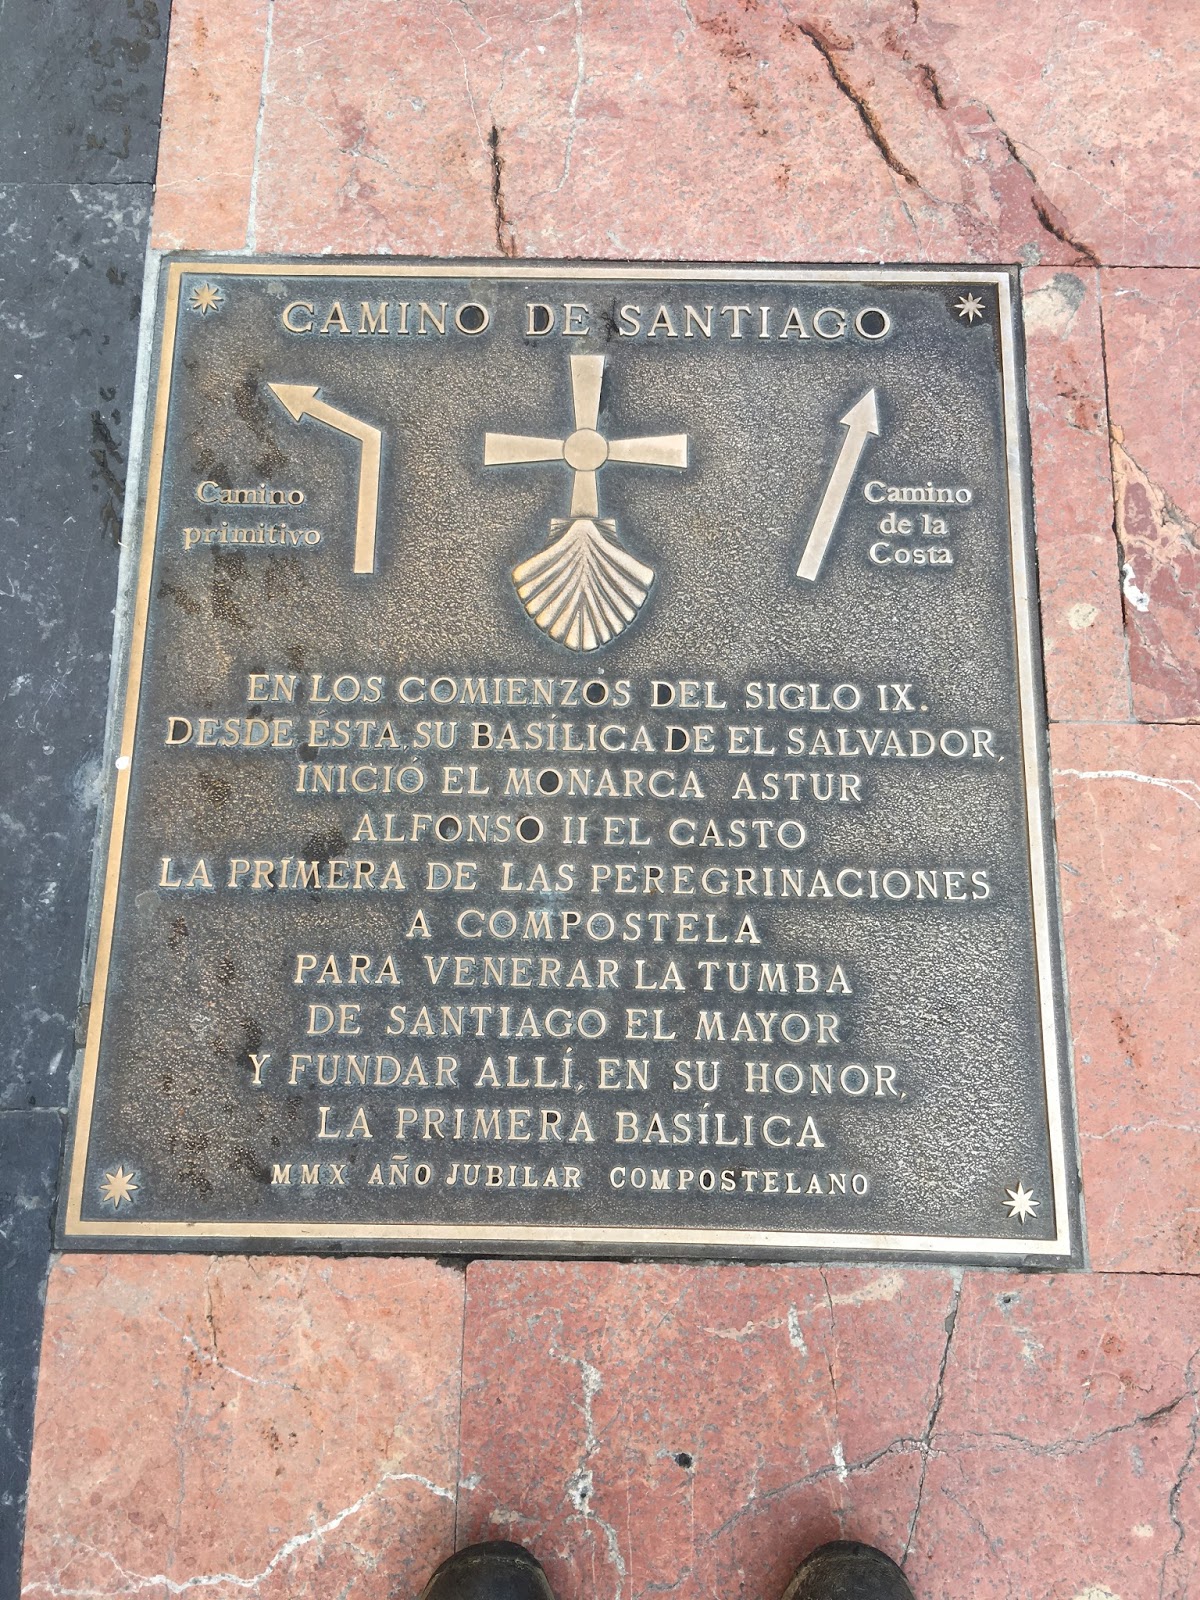 CAMINO DE SANTIAGO
Camino
primitivo
Camino
de la
Costa
EN LOS COMIENZOS DEL SIGLO IX.
DESDE ESTA, SU BASÍLICA DE EL SALVADOR,
INICIÓ EL MONARCA ASTUR
ALFONSO II EL CASTO
LA PRIMERA DE LAS PEREGRINACIONES
A COMPOSTELA
PARA VENERAR LA TUMBA
DE SANTIAGO EL MAYOR
Y FUNDAR ALLÍ, EN SU HONOR,
LA PRIMERA BASÍLICA
MMX AÑO JUBILAR COMPOSTELANO